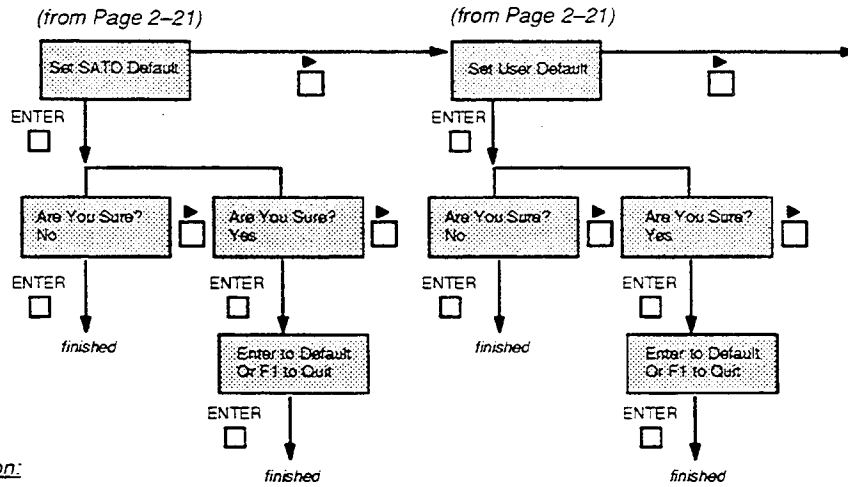 (from Page 2–21)
(from Page 2–21)
Set SATO Default
Set User Default
ENTER
ENTER
Are You Sure?
No
Are You Sure?
Yes
Are You Sure?
No
Are You Sure?
Yes
ENTER
ENTER
ENTER
ENTER
finished
Enter to Default
Or F1 to Quit
finished
Enter to Default
Or F1 to Quit
ENTER
ENTER
on:
finished
finished